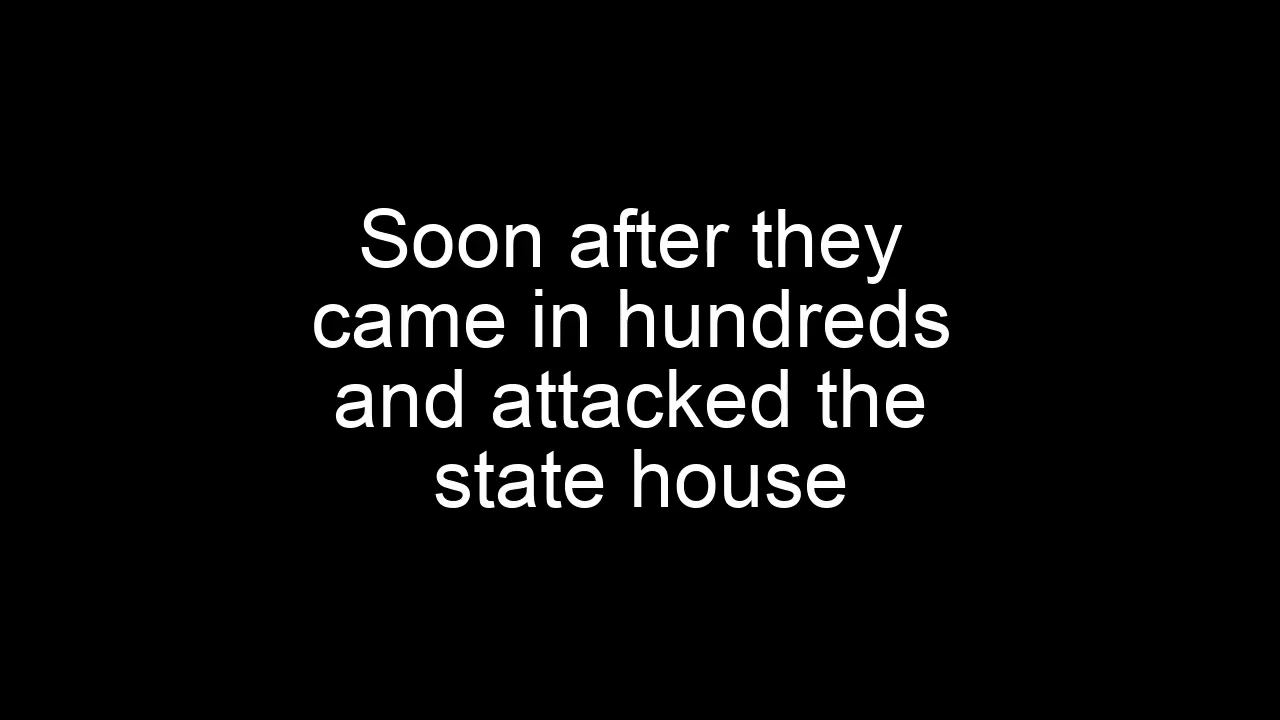 Soon after they
came in hundreds
and attacked the
state house